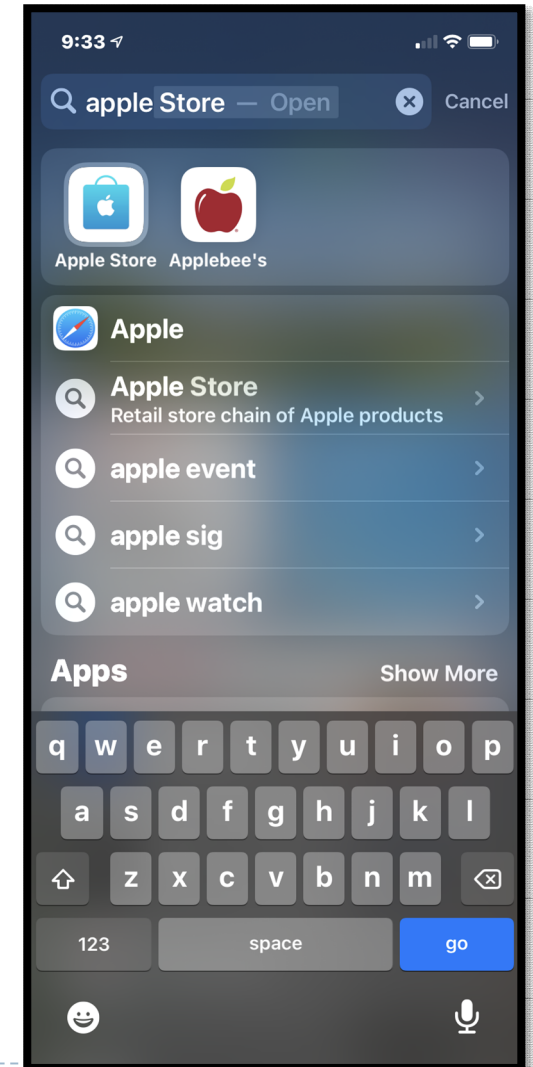 9:33
apple Store — Open
Cancel
Apple Store
Applebee's
Apple
Apple Store
Retail store chain of Apple products
apple event
apple sig
apple watch
Apps
Show More
q w e r t y u i o p
a s d f g h j k l
z x c v b n m
123
space
go